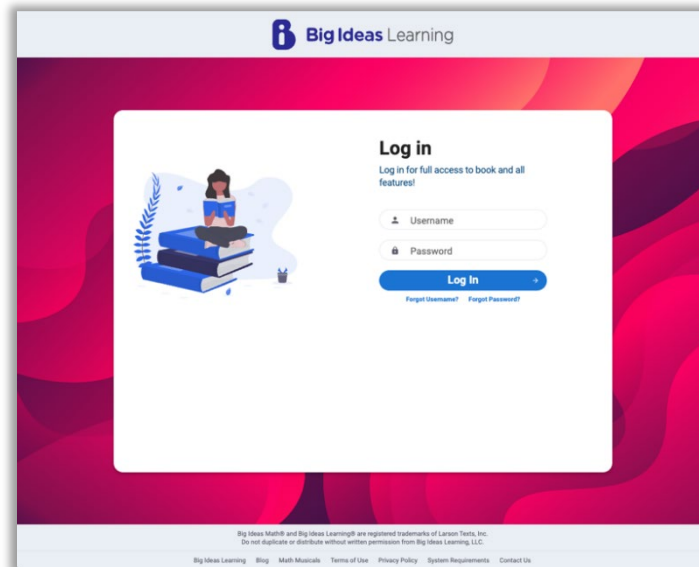 Big Ideas Learning
Log in
Log in for full access to book and all
features!
Username
Password
Log In
Forgot Username? Forgot Password?
Big Ideas Math® and Big Ideas Learning® are registered trademarks of Larson Texts, Inc.
Do not duplicate or distribute without written permission from Big Ideas Learning, LLC.
Big Ideas Learning Blog Math Musicals Terms of Use Privacy Policy System Requirements Contact Us